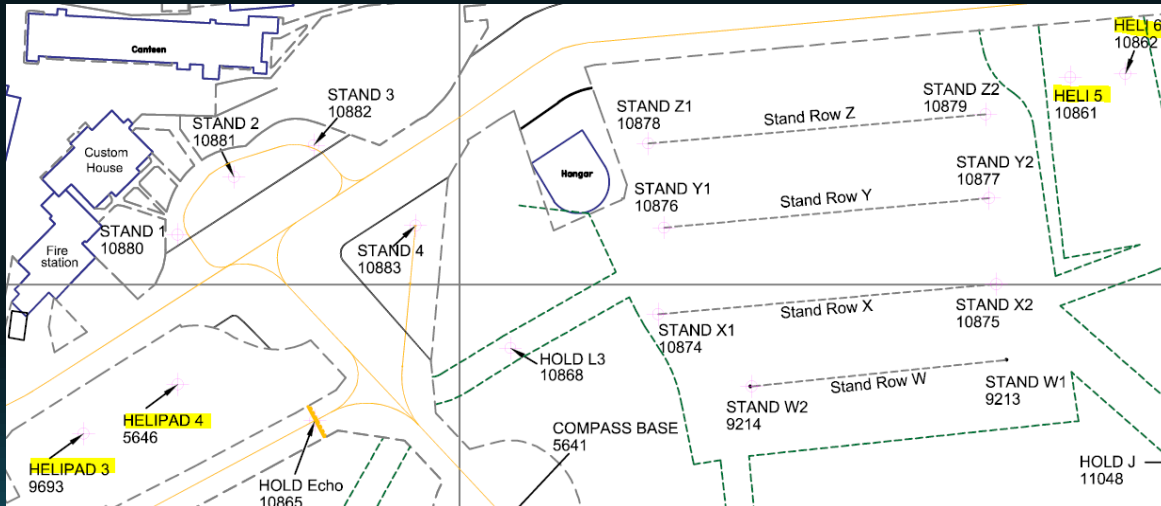 Canteen
HELI 6
10862
STAND 3
10882
STAND Z1
10878
STAND Z2
10879
HELI 5
10861
Stand Row Z
STAND 2
10881
Custom
House
Hangar
STAND Y1
10876
STAND Y2
10877
Stand Row Y
STAND 1
10880
Fire
station
STAND 4
10883
STAND X1
10874
STAND X2
10875
Stand Row X
HOLD L3
10868
STAND W1
9213
Stand Row W
STAND W2
9214
HELIPAD 4
5646
COMPASS BASE
5641
HELIPAD 3
9693
HOLD Echo
10865
HOLD J
11048